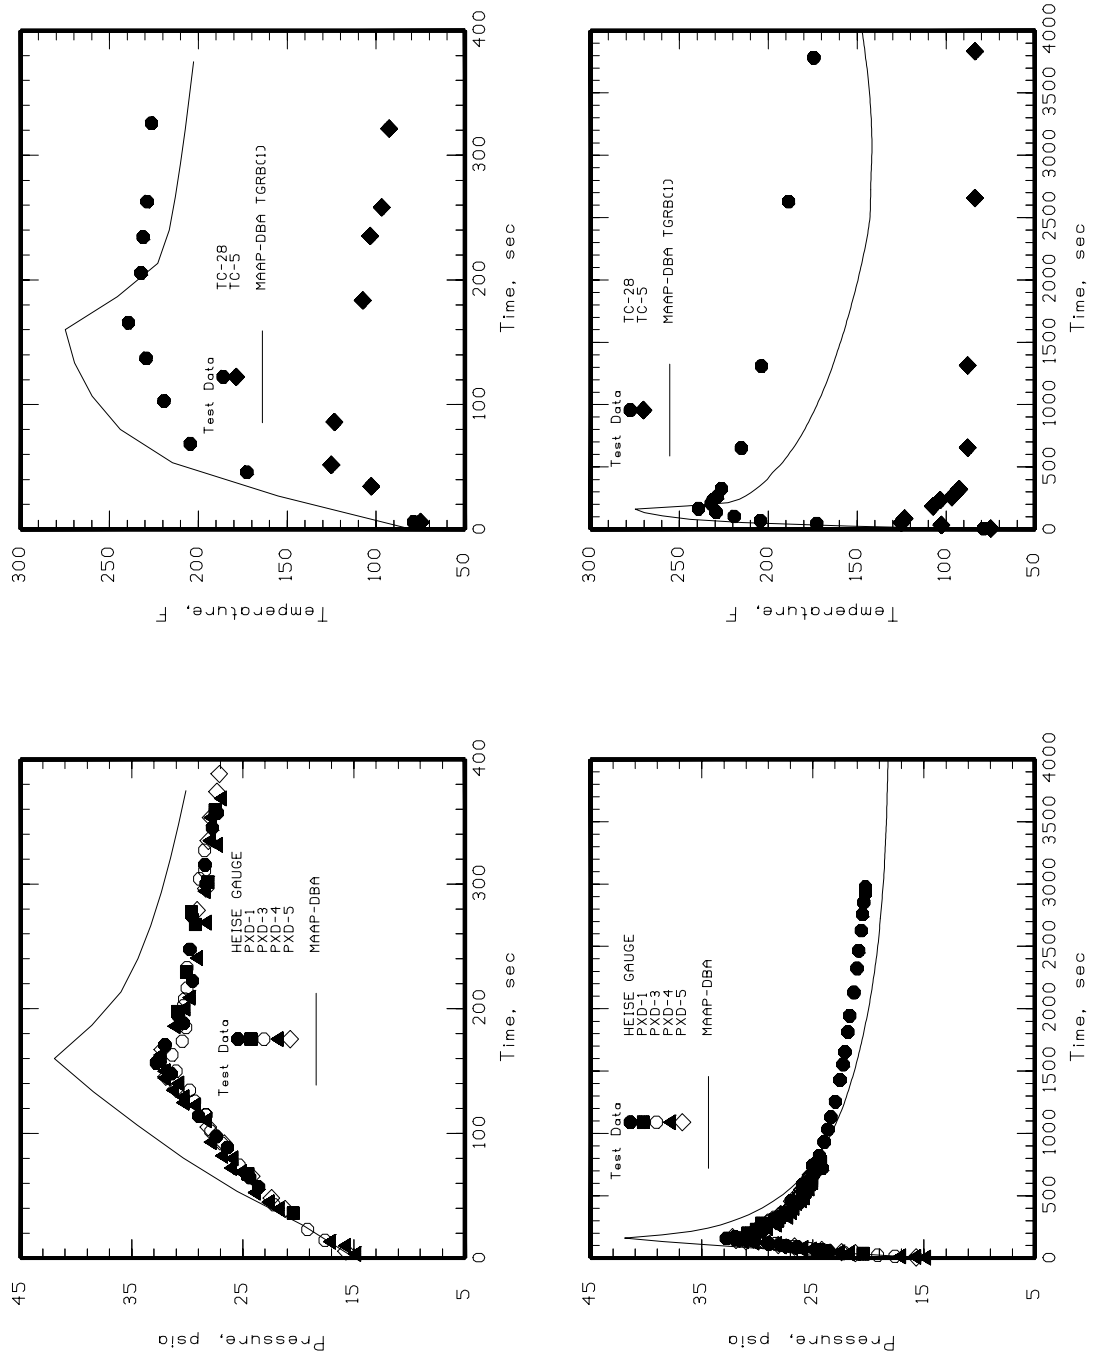 Pressure, psia
45
35
25
15
5
Test Data
HEISE GAUGE
PXD-1
PXD-3
PXD-4
PXD-5
MAAP-DBA
0 100 200 300 400
Time, sec
Temperature, F
300
250
200
150
100
50
Test Data
TC-28
TC-5
MAAP-DBA TGRB(1)
0 100 200 300 400
Time, sec
Pressure, psia
45
35
25
15
5
Test Data
HEISE GAUGE
PXD-1
PXD-3
PXD-4
PXD-5
MAAP-DBA
0 500 1000 1500 2000 2500 3000 3500 4000
Time, sec
Temperature, F
300
250
200
150
100
50
Test Data
TC-28
TC-5
MAAP-DBA TGRB(1)
0 500 1000 1500 2000 2500 3000 3500 4000
Time, sec